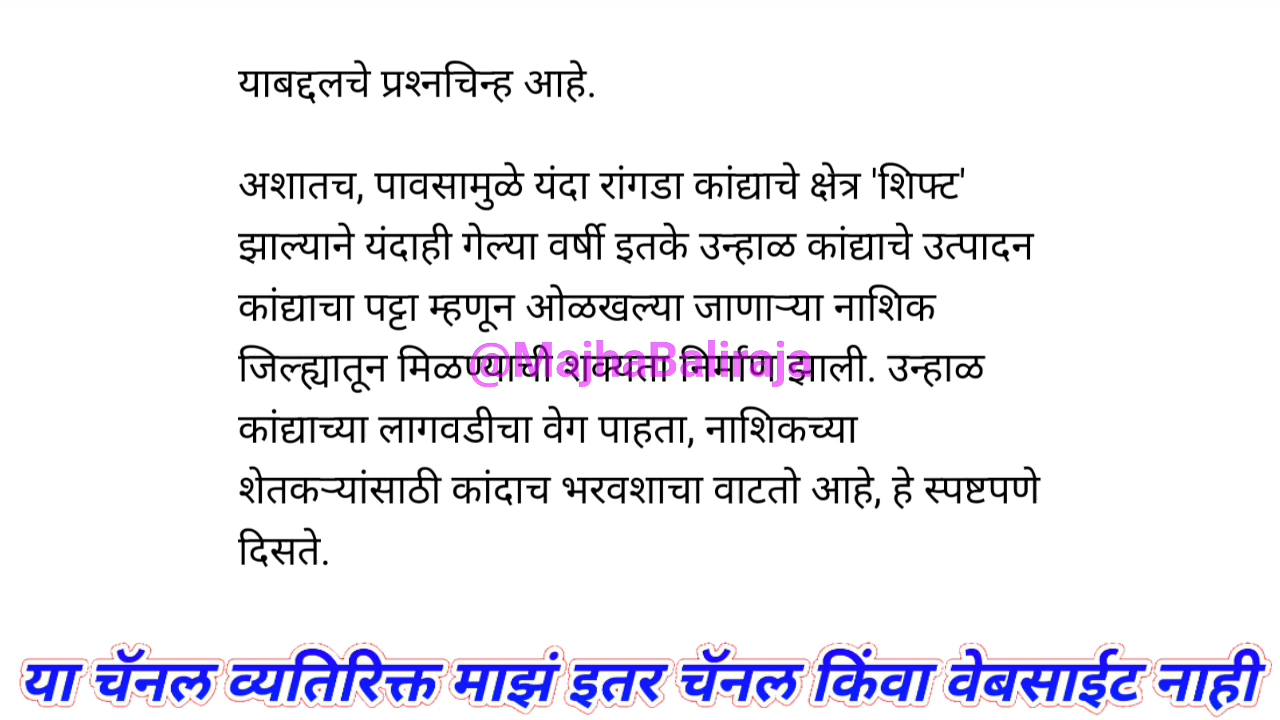 याबद्दलचे प्रश्नचिन्ह आहे.
अशातच, पावसामुळे यंदा रांगडा कांद्याचे क्षेत्र 'शिफ्ट'
झाल्याने यंदाही गेल्या वर्षी इतके उन्हाळ कांद्याचे उत्पादन
कांद्याचा पट्टा म्हणून ओळखल्या जाणाऱ्या नाशिक
जिल्ह्यातून मिळण्याची शक्यता निर्माण झाली. उन्हाळ
@MajhaBaliraja
कांद्याच्या लागवडीचा वेग पाहता, नाशिकच्या
शेतकऱ्यांसाठी कांदाच भरवशाचा वाटतो आहे, हे स्पष्टपणे
दिसते.
या चॅनल व्यतिरिक्त माझं इतर चॅनल किंवा वेबसाईट नाही